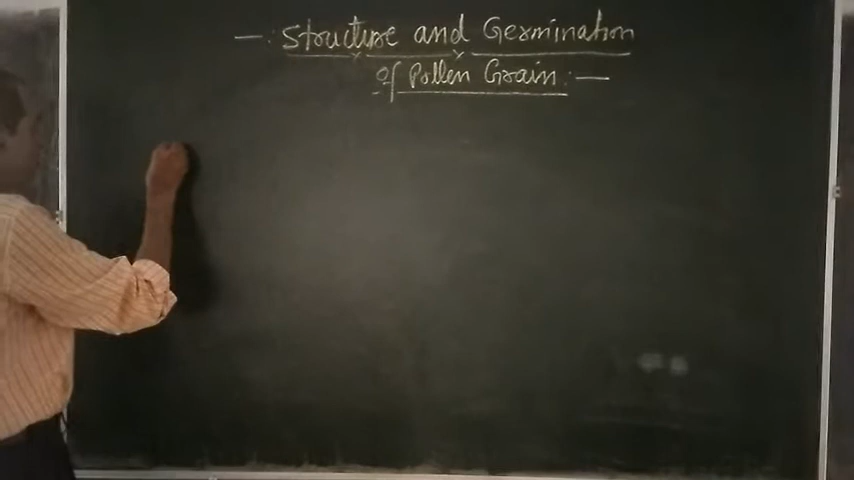 —: Structure and Germination
of Pollen Grain :—